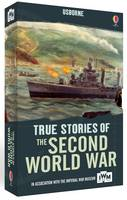 USBORNE
TRUE STORIES OF
THE SECOND
WORLD WAR
IN ASSOCIATION WITH THE IMPERIAL WAR MUSEUM
IWM